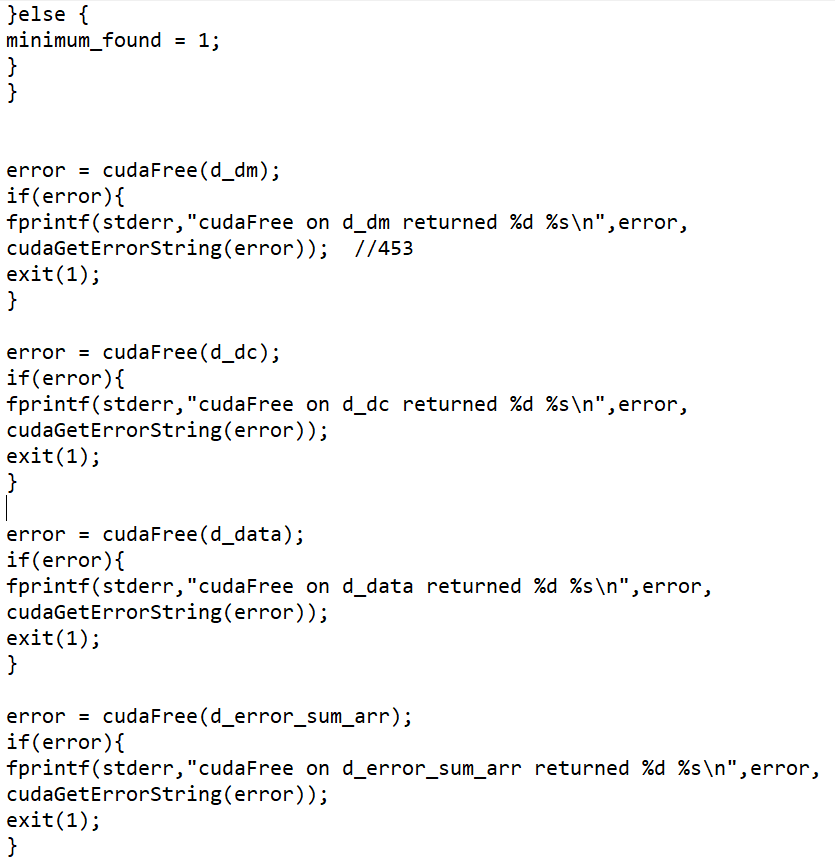 }else {
minimum_found = 1;
}
}
error = cudaFree(d_dm);
if(error){
fprintf(stderr,"cudaFree on d_dm returned %d %s\n",error,
cudaGetErrorString(error));  //453
exit(1);
}
error = cudaFree(d_dc);
if(error){
fprintf(stderr,"cudaFree on d_dc returned %d %s\n",error,
cudaGetErrorString(error));
exit(1);
}
error = cudaFree(d_data);
if(error){
fprintf(stderr,"cudaFree on d_data returned %d %s\n",error,
cudaGetErrorString(error));
exit(1);
}
error = cudaFree(d_error_sum_arr);
if(error){
fprintf(stderr,"cudaFree on d_error_sum_arr returned %d %s\n",error,
cudaGetErrorString(error));
exit(1);
}